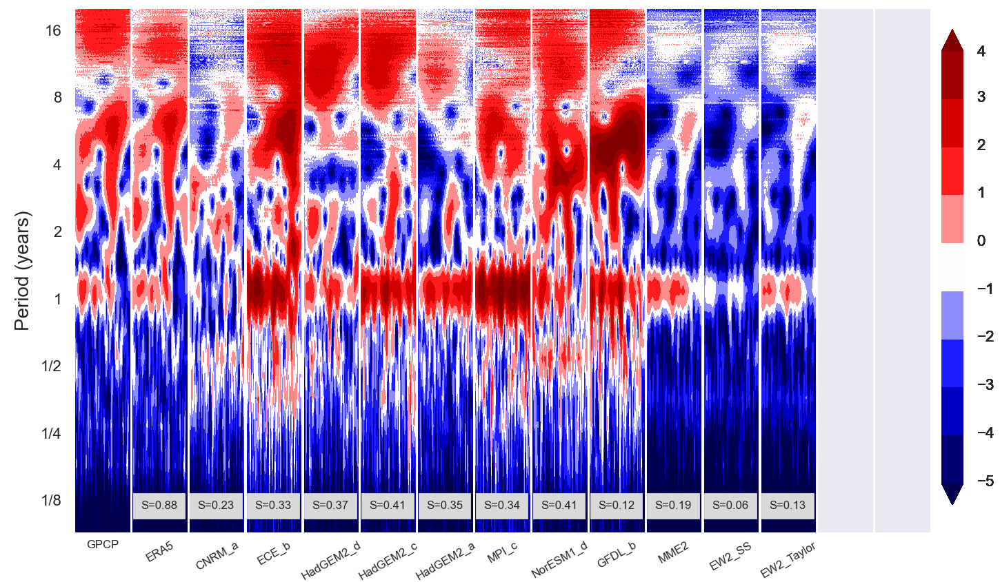 Period (years)
16
8
4
2
1
1/2
1/4
1/8
S=0.88
S=0.23
S=0.33
S=0.37
S=0.41
S=0.35
S=0.34
S=0.41
S=0.12
S=0.19
S=0.06
S=0.13
GPCP
ERA5
CNRM_a
ECE_b
HadGEM2_d
HadGEM2_c
HadGEM2_a
MPI_c
NorESM1_d
GFDL_b
MME2
EW2_SS
EW2_Taylor
4
3
2
1
0
−1
−2
−3
−4
−5